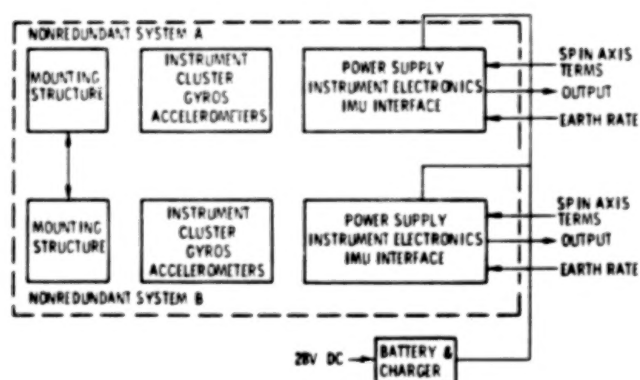 NONREDUNDANT SYSTEM A
MOUNTING
STRUCTURE
INSTRUMENT
CLUSTER
GYROS
ACCELEROMETERS
POWER SUPPLY
INSTRUMENT ELECTRONICS
IMU INTERFACE
SPIN AXIS
TERMS
OUTPUT
EARTH RATE
MOUNTING
STRUCTURE
INSTRUMENT
CLUSTER
GYROS
ACCELEROMETERS
POWER SUPPLY
INSTRUMENT ELECTRONICS
IMU INTERFACE
SPIN AXIS
TERMS
OUTPUT
EARTH RATE
NONREDUNDANT SYSTEM B
28V DC
BATTERY &
CHARGER